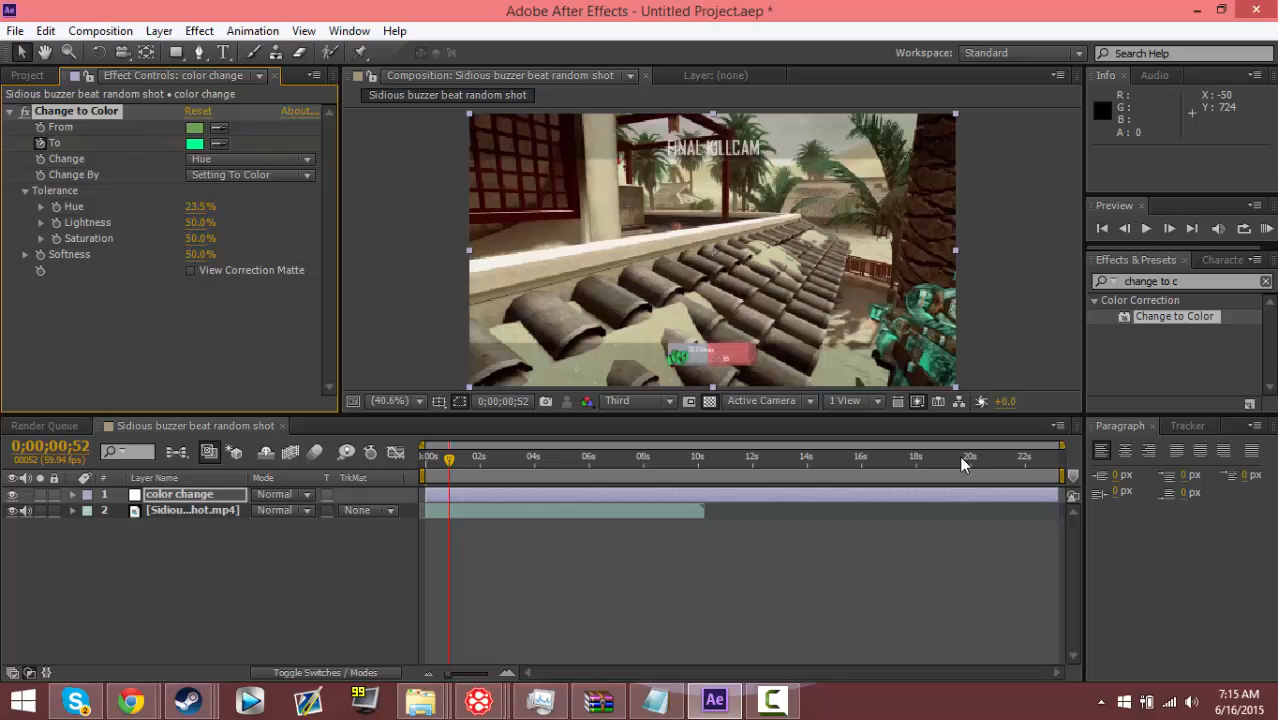 Adobe After Effects - Untitled Project.aep *
File Edit Composition Layer Effect Animation View Window Help
Workspace: Standard Search Help
Project Effect Controls: color change Composition: Sidious buzzer beat random shot Layer: (none) Info Audio
Sidious buzzer beat random shot • color change
Sidious buzzer beat random shot
Change to Color Reset About...
From
To
Change Hue
Change By Setting To Color
Tolerance
Hue 23.5%
Lightness 50.0%
Saturation 50.0%
Softness 50.0%
View Correction Matte
FINAL KILLCAM
R : X : -50
G : Y : 724
B :
A : 0
Preview
Effects & Presets Characte
change to c
Color Correction
Change to Color
(40.6%) 0;00;00;52 Third Active Camera 1 View +0.0
Render Queue Sidious buzzer beat random shot
0;00;00;52
00052 (59.94 fps)
:00s 02s 04s 06s 08s 10s 12s 14s 16s 18s 20s 22s
# Layer Name Mode T TrkMat
1 color change Normal
2 [Sidiou...hot.mp4] Normal None
Toggle Switches / Modes
Paragraph Tracker
0 px 0 px 0 px
0 px 0 px
99
2
Ae
7:15 AM
6/16/2015